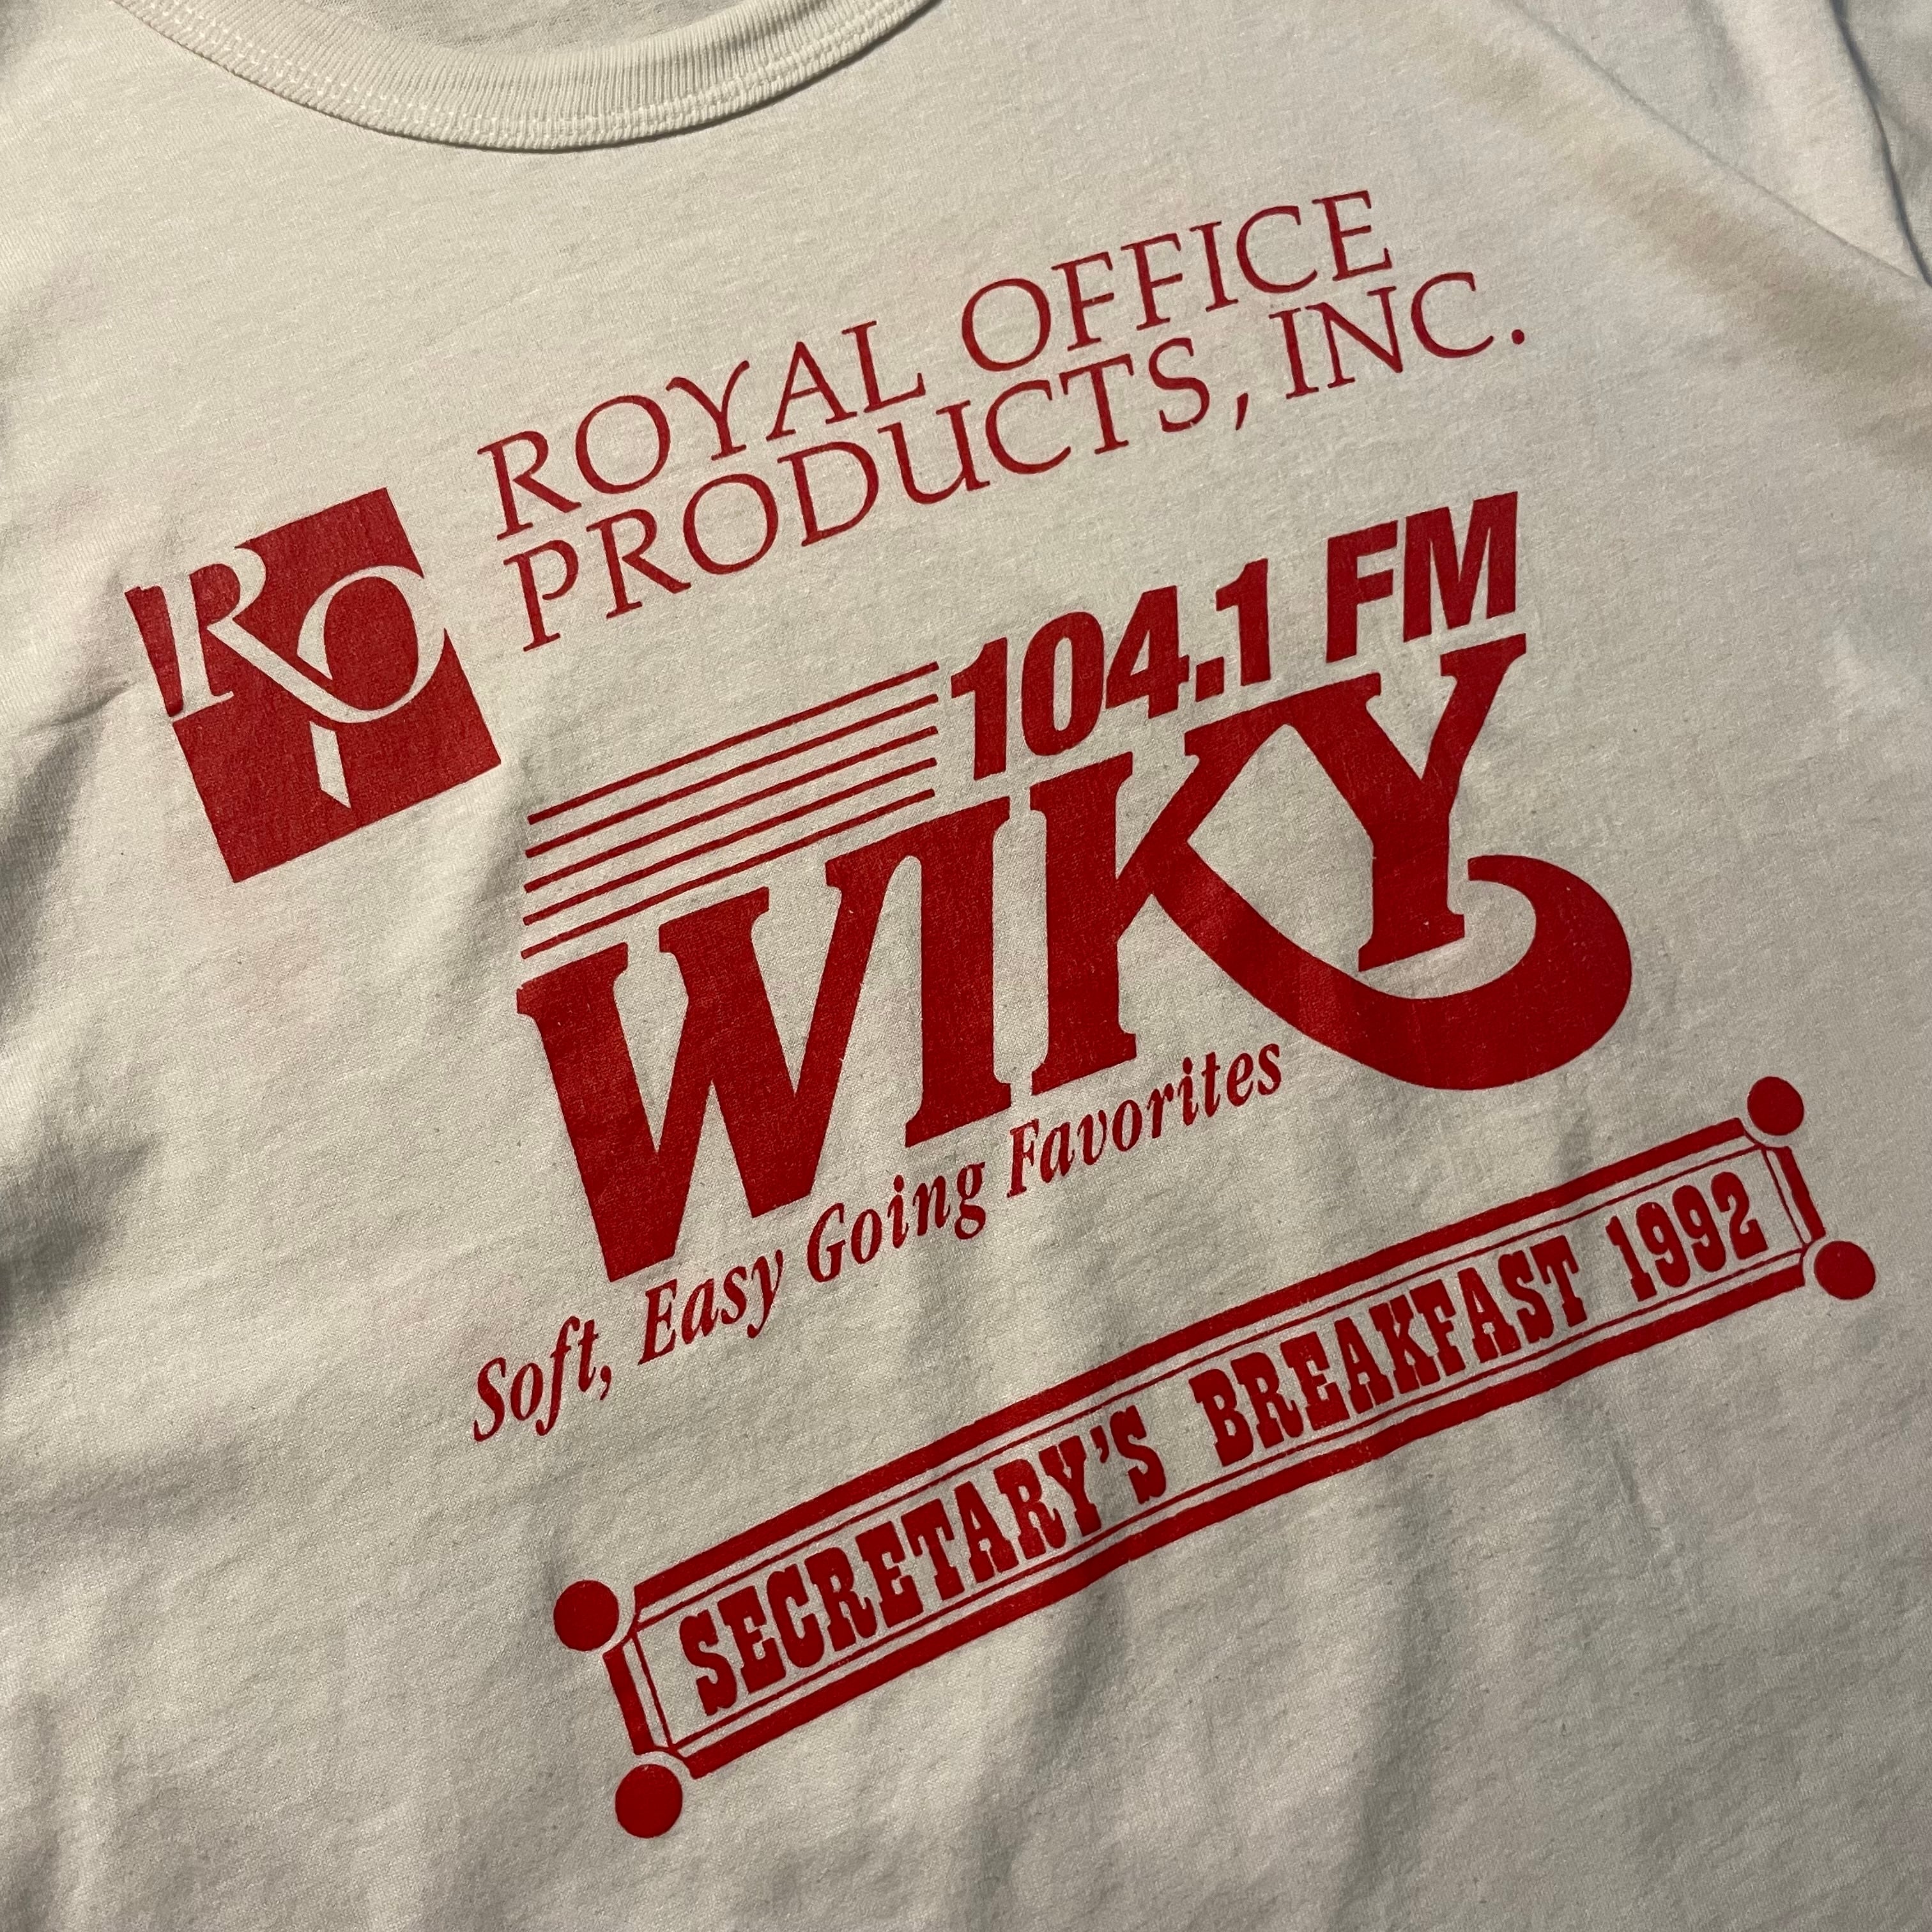 ROYAL OFFICE
PRODUCTS, INC.
RO
104.1 FM
WIKY
Soft, Easy Going Favorites
SECRETARY'S BREAKFAST 1992